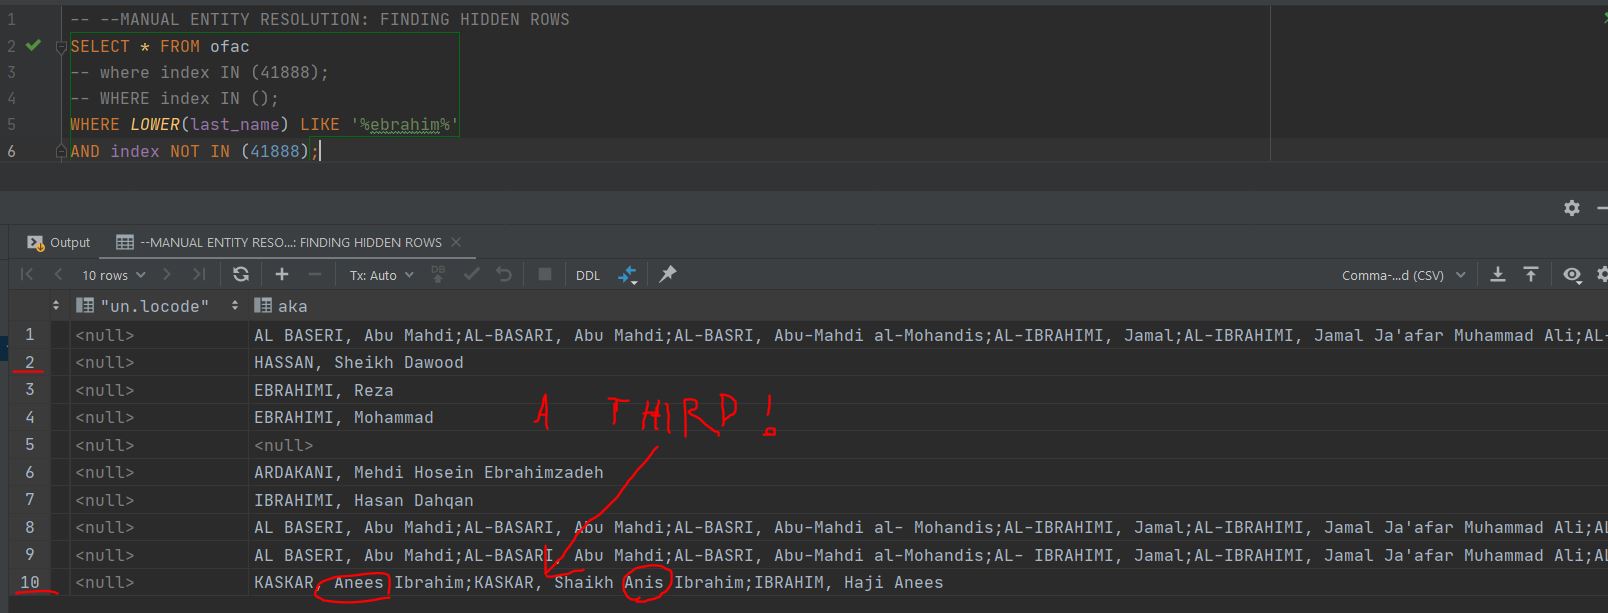 1 -- --MANUAL ENTITY RESOLUTION: FINDING HIDDEN ROWS
2 SELECT * FROM ofac
3 -- where index IN (41888);
4 -- WHERE index IN ();
5 WHERE LOWER(last_name) LIKE '%ebrahim%'
6 AND index NOT IN (41888);
Output --MANUAL ENTITY RESO...: FINDING HIDDEN ROWS
10 rows Tx: Auto DB DDL Comma-...d (CSV)
"un.locode" aka
1 <null> AL BASERI, Abu Mahdi;AL-BASARI, Abu Mahdi;AL-BASRI, Abu-Mahdi al-Mohandis;AL-IBRAHIMI, Jamal;AL-IBRAHIMI, Jamal Ja'afar Muhammad Ali;AL-
2 <null> HASSAN, Sheikh Dawood
3 <null> EBRAHIMI, Reza
4 <null> EBRAHIMI, Mohammad
A THIRD!
5 <null> <null>
6 <null> ARDAKANI, Mehdi Hosein Ebrahimzadeh
7 <null> IBRAHIMI, Hasan Dahqan
8 <null> AL BASERI, Abu Mahdi;AL-BASARI, Abu Mahdi;AL-BASRI, Abu-Mahdi al- Mohandis;AL-IBRAHIMI, Jamal;AL-IBRAHIMI, Jamal Ja'afar Muhammad Ali;AL
9 <null> AL BASERI, Abu Mahdi;AL-BASARI, Abu Mahdi;AL-BASRI, Abu-Mahdi al-Mohandis;AL- IBRAHIMI, Jamal;AL-IBRAHIMI, Jamal Ja'afar Muhammad Ali;AL
10 <null> KASKAR, Anees Ibrahim;KASKAR, Shaikh Anis Ibrahim;IBRAHIM, Haji Anees